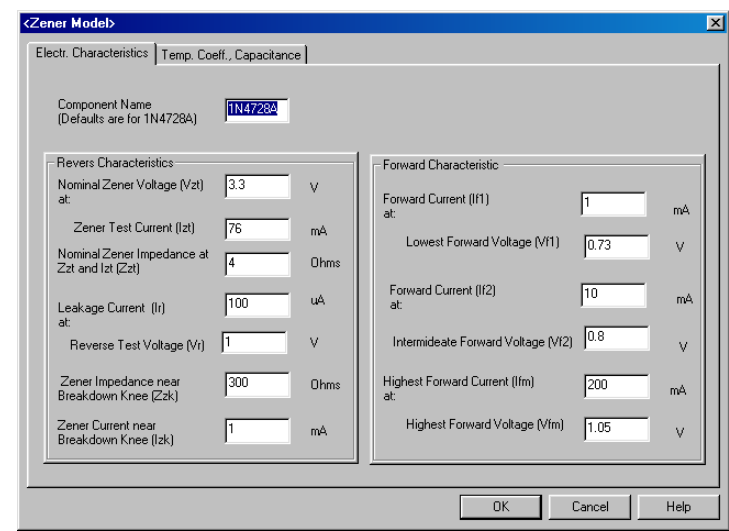 <Zener Model>
Electr. Characteristics
Temp. Coeff., Capacitance
Component Name
(Defaults are for 1N4728A)
1N4728A
Revers Characteristics
Nominal Zener Voltage (Vzt)
at:
3.3
V
Zener Test Current (Izt)
76
mA
Nominal Zener Impedance at
Zzt and Izt (Zzt)
4
Ohms
Leakage Current (Ir)
at:
100
uA
Reverse Test Voltage (Vr)
1
V
Zener Impedance near
Breakdown Knee (Zzk)
300
Ohms
Zener Current near
Breakdown Knee (Izk)
1
mA
Forward Characteristic
Forward Current (If1)
at:
1
mA
Lowest Forward Voltage (Vf1)
0.73
V
Forward Current (If2)
at:
10
mA
Intermideate Forward Voltage (Vf2)
0.8
V
Highest Forward Current (Ifm)
at:
200
mA
Highest Forward Voltage (Vfm)
1.05
V
OK
Cancel
Help